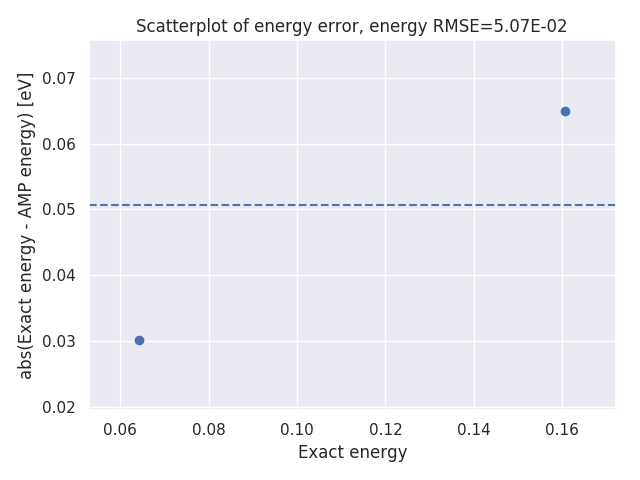 Scatterplot of energy error, energy RMSE=5.07E-02
abs(Exact energy - AMP energy) [eV]
0.07
0.06
0.05
0.04
0.03
0.02
0.06 0.08 0.10 0.12 0.14 0.16
Exact energy